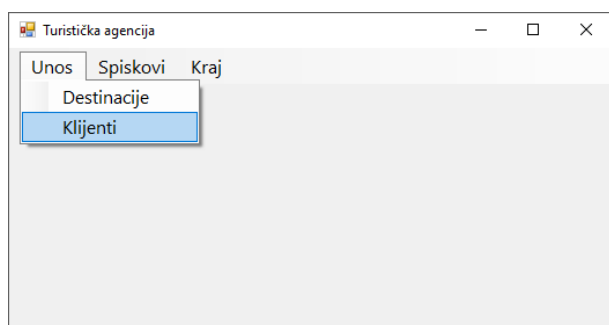 Turistička agencija
Unos Spiskovi Kraj
Destinacije
Klijenti